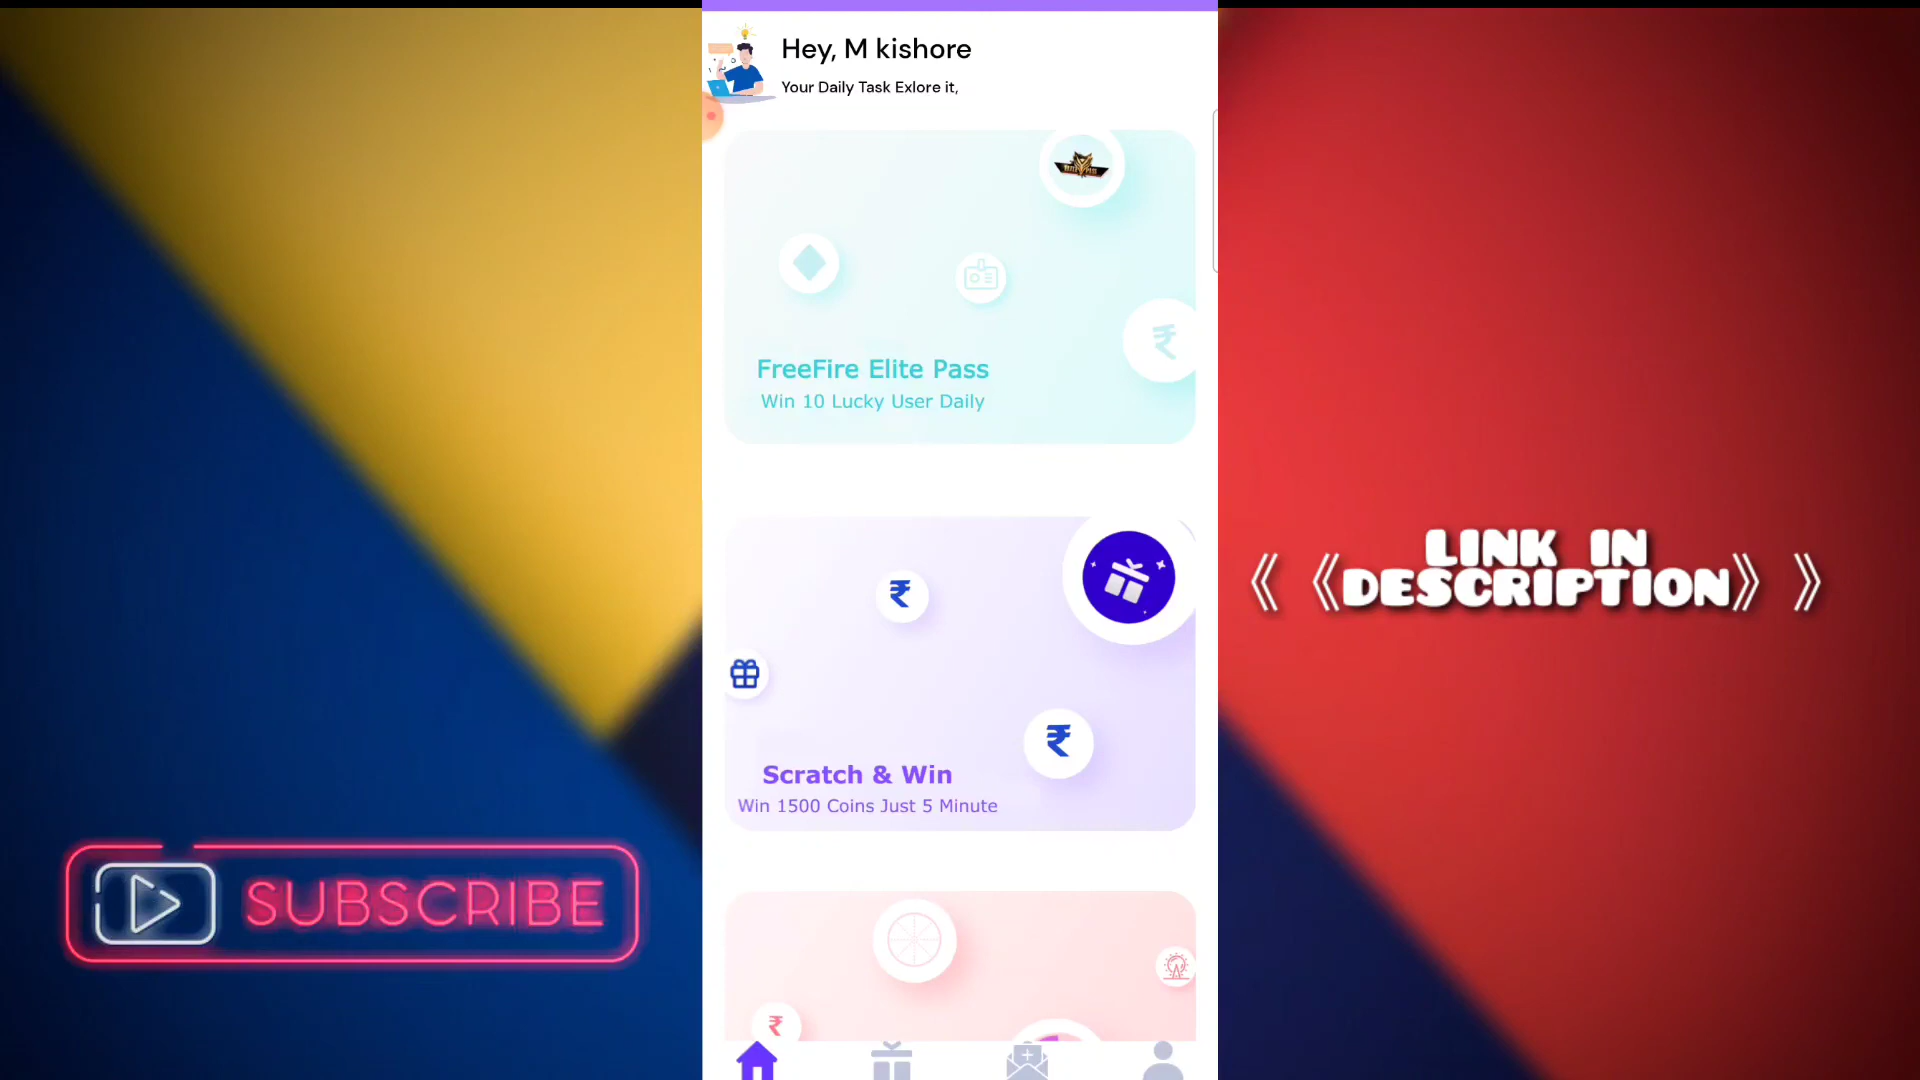 Hey, M kishore
Your Daily Task Exlore it,
FreeFire Elite Pass
Win 10 Lucky User Daily
₹
₹
₹
Scratch & Win
Win 1500 Coins Just 5 Minute
₹
SUBSCRIBE
《 《LINK IN
DESCRIPTION》 》